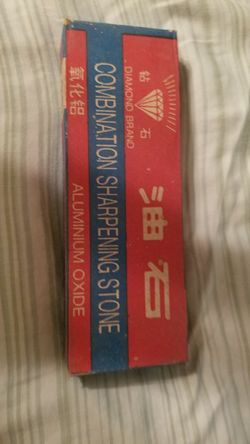 钻石
DIAMOND BRAND
油石
COMBINATION SHARPENING STONE
氧化铝
ALUMINIUM OXIDE